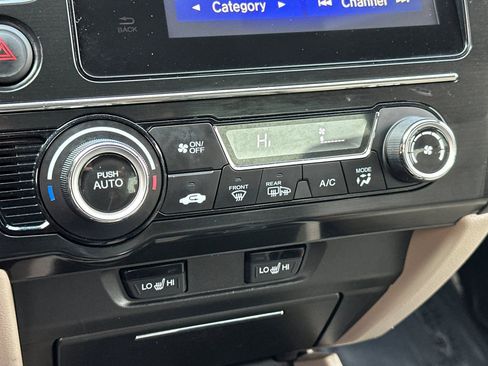 ◄ Category ►
Channel
BACK
PUSH
AUTO
ON/
OFF
Hi
FRONT
REAR
A/C
MODE
LO HI
LO HI